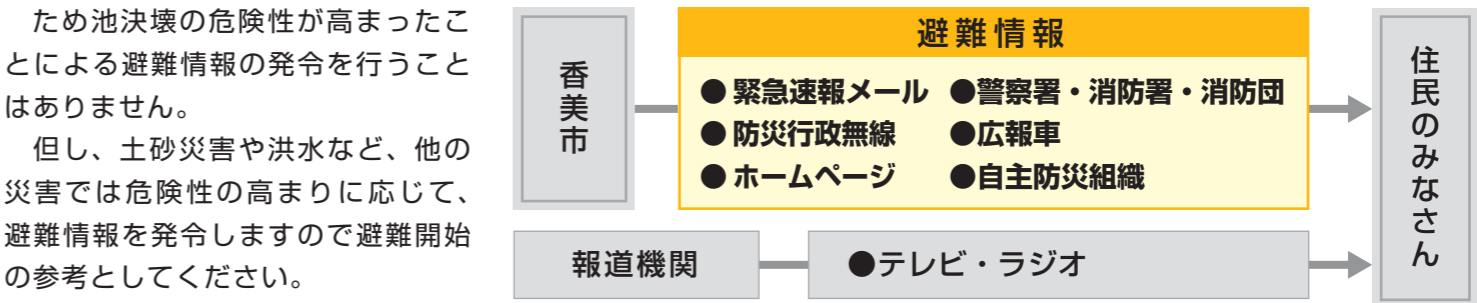 ため池決壊の危険性が高まったこ
とによる避難情報の発令を行うこと
はありません。
但し、土砂災害や洪水など、他の
災害では危険性の高まりに応じて、
避難情報を発令しますので避難開始
の参考としてください。
香美市
避難情報
●緊急速報メール ●警察署・消防署・消防団
●防災行政無線 ●広報車
●ホームページ ●自主防災組織
報道機関
●テレビ・ラジオ
住民のみなさん